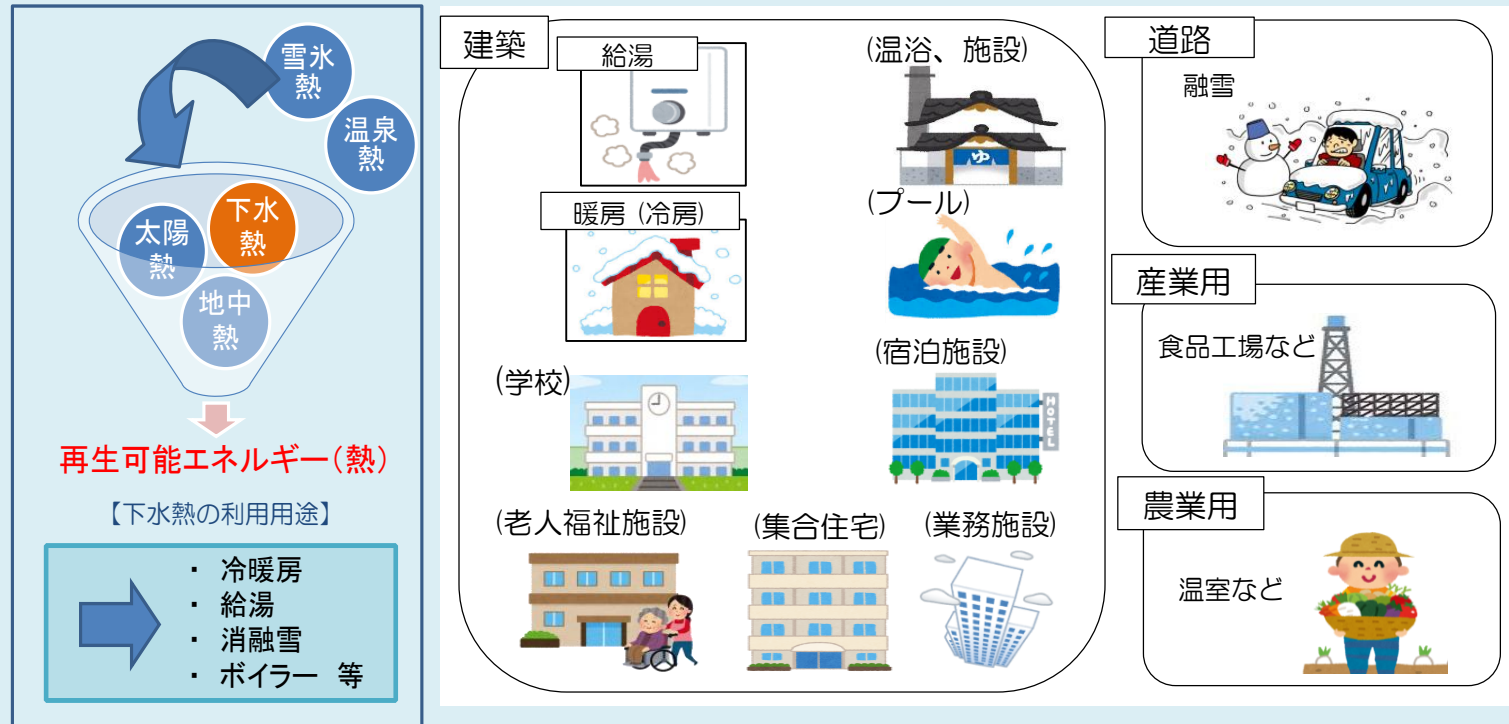 雪氷
熱
温泉
熱
下水
熱
太陽
熱
地中
熱
再生可能エネルギー(熱)
【下水熱の利用用途】
・ 冷暖房
・ 給湯
・ 消融雪
・ ボイラー 等
建築
給湯
(温浴、施設)
ゆ
暖房 (冷房)
(プール)
(学校)
(宿泊施設)
HOTEL
(老人福祉施設)
(集合住宅)
(業務施設)
道路
融雪
産業用
食品工場など
農業用
温室など